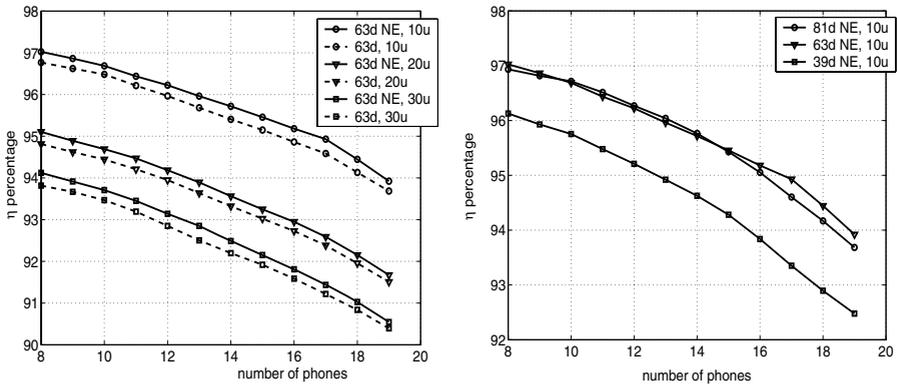 98
97
96
95
94
93
92
91
90
η percentage
8 10 12 14 16 18 20
number of phones
63d NE, 10u
63d, 10u
63d NE, 20u
63d, 20u
63d NE, 30u
63d, 30u
98
97
96
95
94
93
92
η percentage
8 10 12 14 16 18 20
number of phones
81d NE, 10u
63d NE, 10u
39d NE, 10u